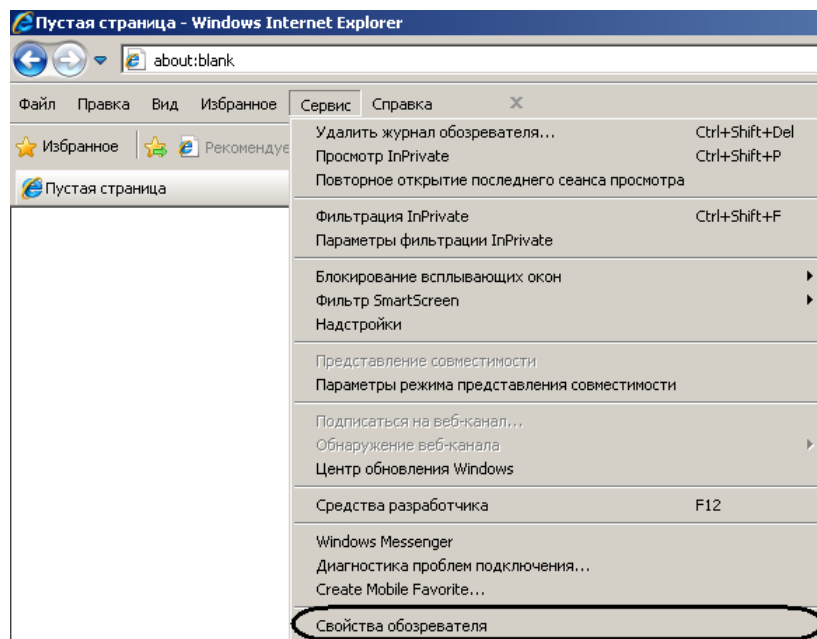 Пустая страница - Windows Internet Explorer
about:blank
Файл Правка Вид Избранное Сервис Справка X
Избранное Рекомендуе
Пустая страница
Удалить журнал обозревателя... Ctrl+Shift+Del
Просмотр InPrivate Ctrl+Shift+P
Повторное открытие последнего сеанса просмотра
Фильтрация InPrivate Ctrl+Shift+F
Параметры фильтрации InPrivate
Блокирование всплывающих окон
Фильтр SmartScreen
Надстройки
Представление совместимости
Параметры режима представления совместимости
Подписаться на веб-канал...
Обнаружение веб-канала
Центр обновления Windows
Средства разработчика F12
Windows Messenger
Диагностика проблем подключения...
Create Mobile Favorite...
Свойства обозревателя